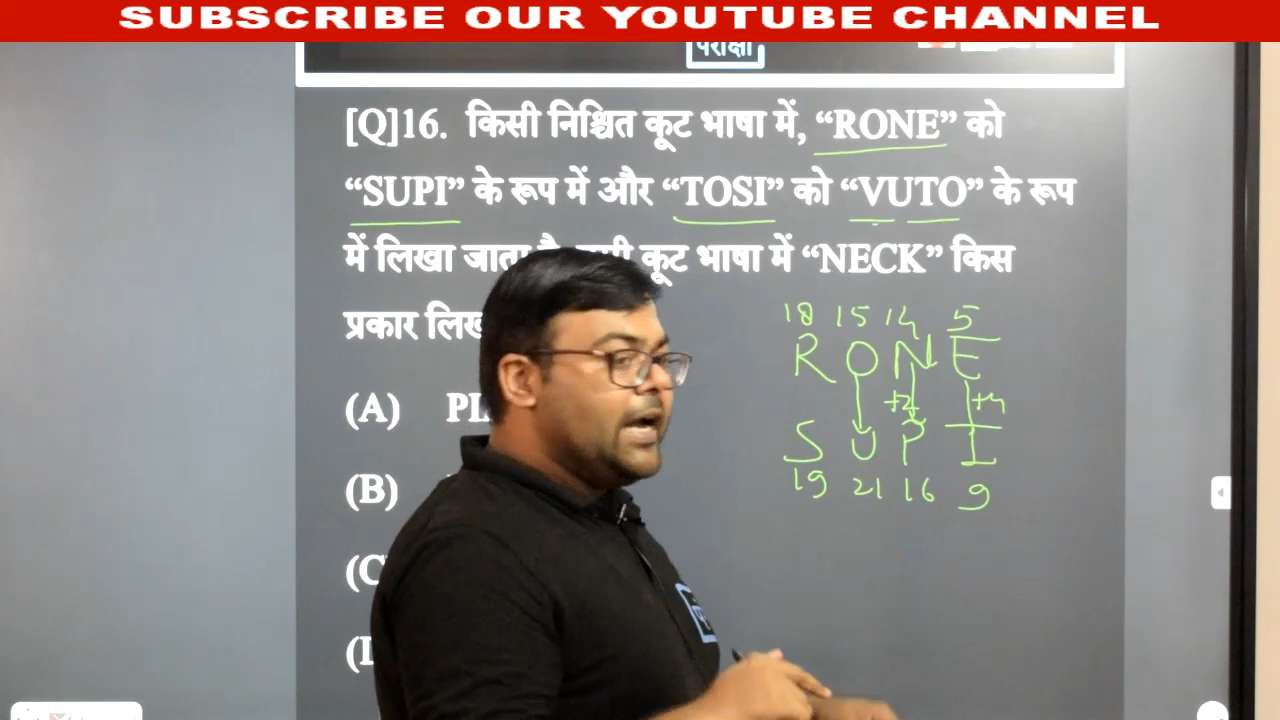 SUBSCRIBE OUR YOUTUBE CHANNEL
परीक्षा
[Q]16. किसी निश्चित कूट भाषा में, “RONE” को
“SUPI” के रूप में और “TOSI” को “VUTO” के रूप
में लिखा जाता कूट भाषा में “NECK” किस
प्रकार
18 15 14 5
R O N E
(A)
+2 +4
S U P I
19 21 16 9
(B)